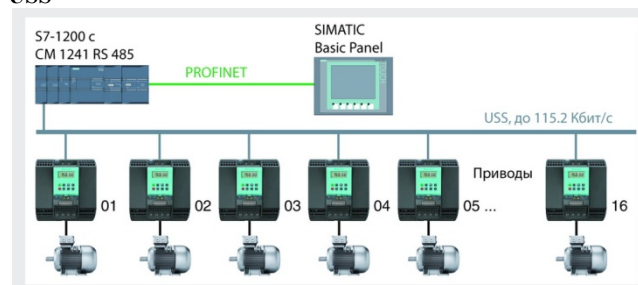 USS
S7-1200 с
CM 1241 RS 485
SIMATIC
Basic Panel
PROFINET
USS, до 115.2 Кбит/с
Приводы
01
02
03
04
05 ...
16